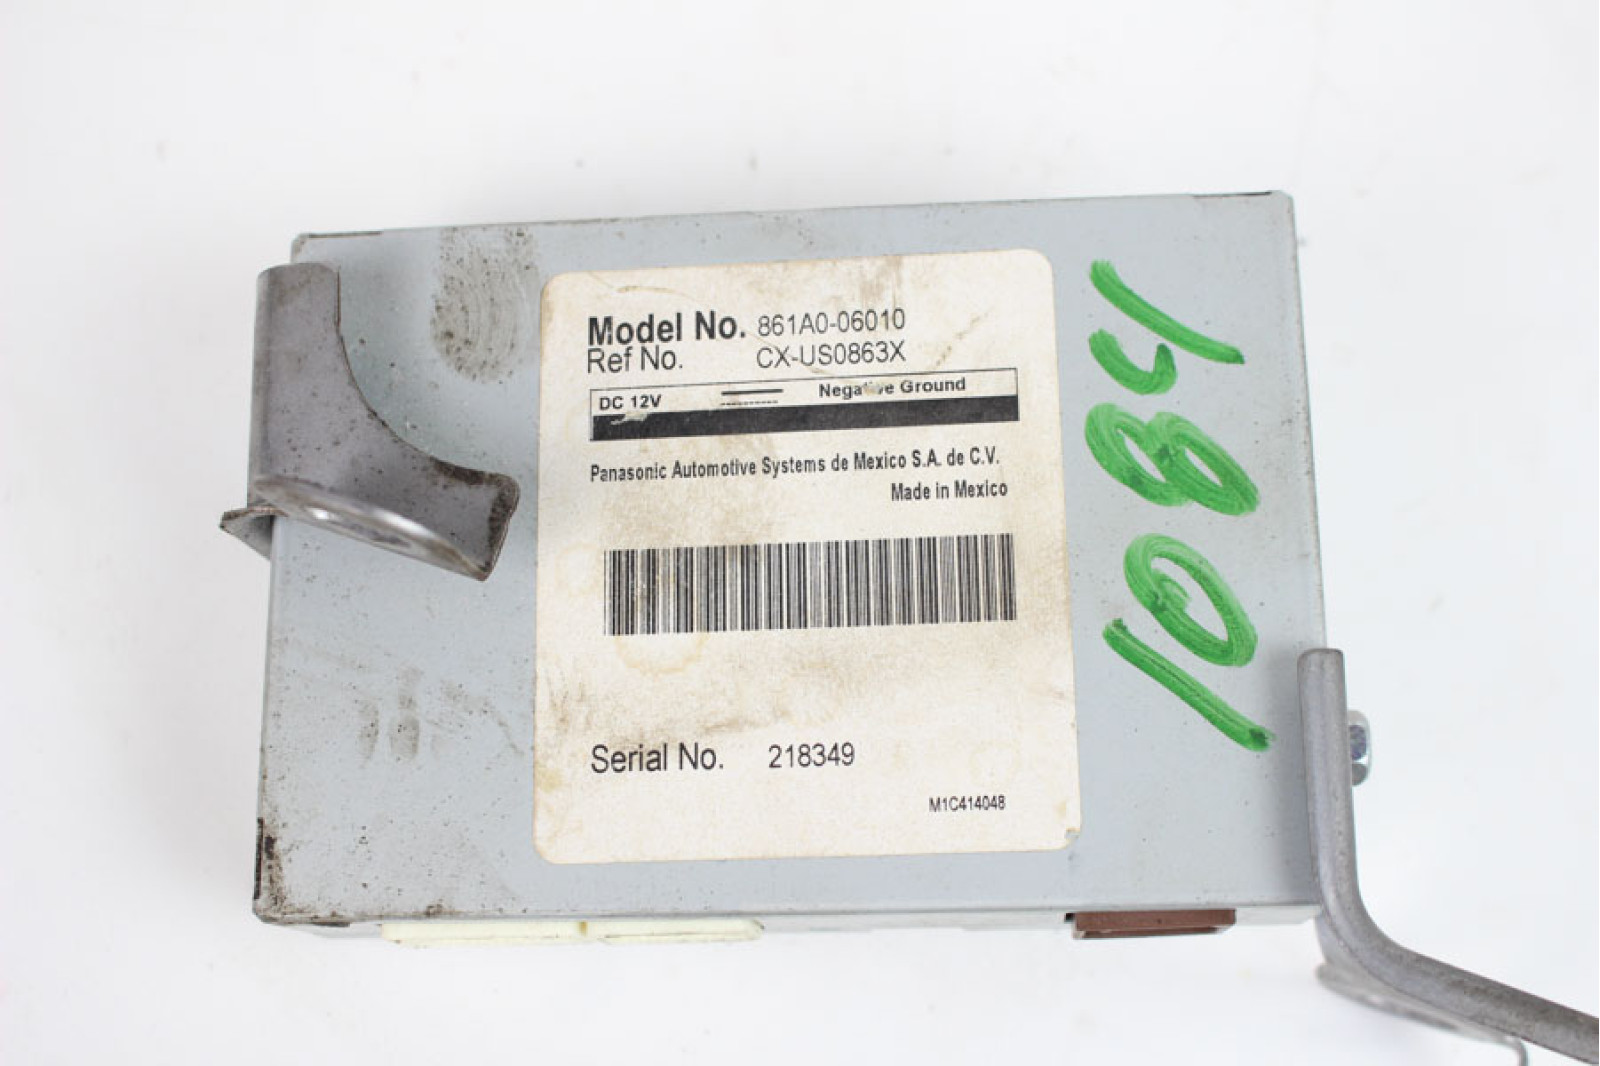 Model No. 861A0-06010
Ref No. CX-US0863X
DC 12V Negative Ground
Panasonic Automotive Systems de Mexico S.A. de C.V.
Made in Mexico
Serial No. 218349
M1C414048
1084